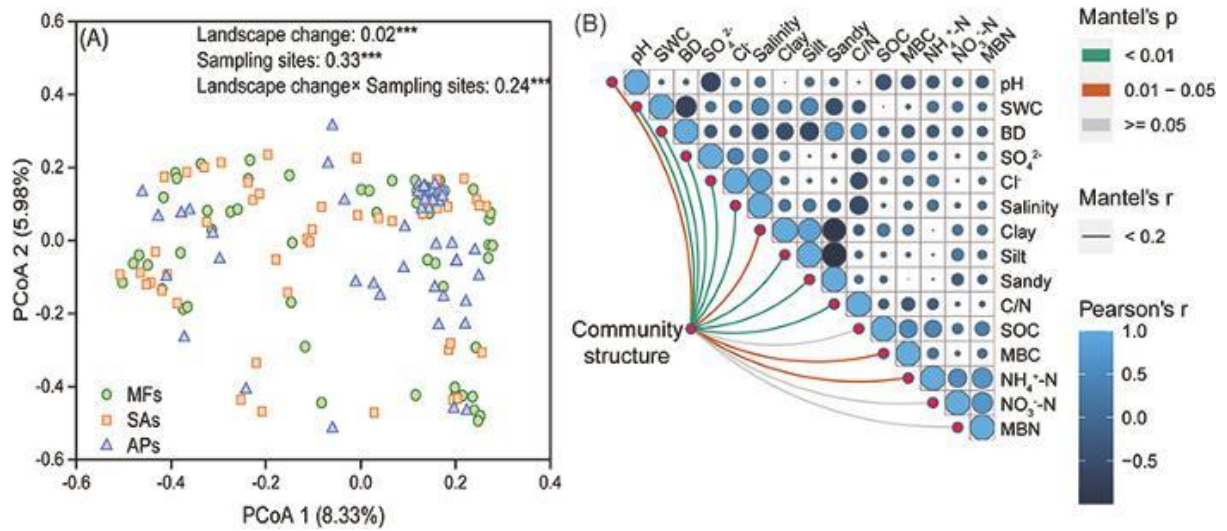 (A)
Landscape change: 0.02***
Sampling sites: 0.33***
Landscape change× Sampling sites: 0.24***
0.6
0.4
0.2
0.0
-0.2
-0.4
-0.6
PCoA 2 (5.98%)
MFs
SAs
APs
-0.6 -0.4 -0.2 0.0 0.2 0.4
PCoA 1 (8.33%)
(B)
pH SWC BD SO₄²⁻ Cl⁻ Salinity Clay Silt Sandy C/N SOC MBC NH₄⁺-N NO₃⁻-N MBN
pH
SWC
BD
SO₄²⁻
Cl⁻
Salinity
Clay
Silt
Sandy
C/N
SOC
MBC
NH₄⁺-N
NO₃⁻-N
MBN
Community
structure
Mantel's p
< 0.01
0.01 – 0.05
>= 0.05
Mantel's r
< 0.2
Pearson's r
1.0
0.5
0.0
−0.5